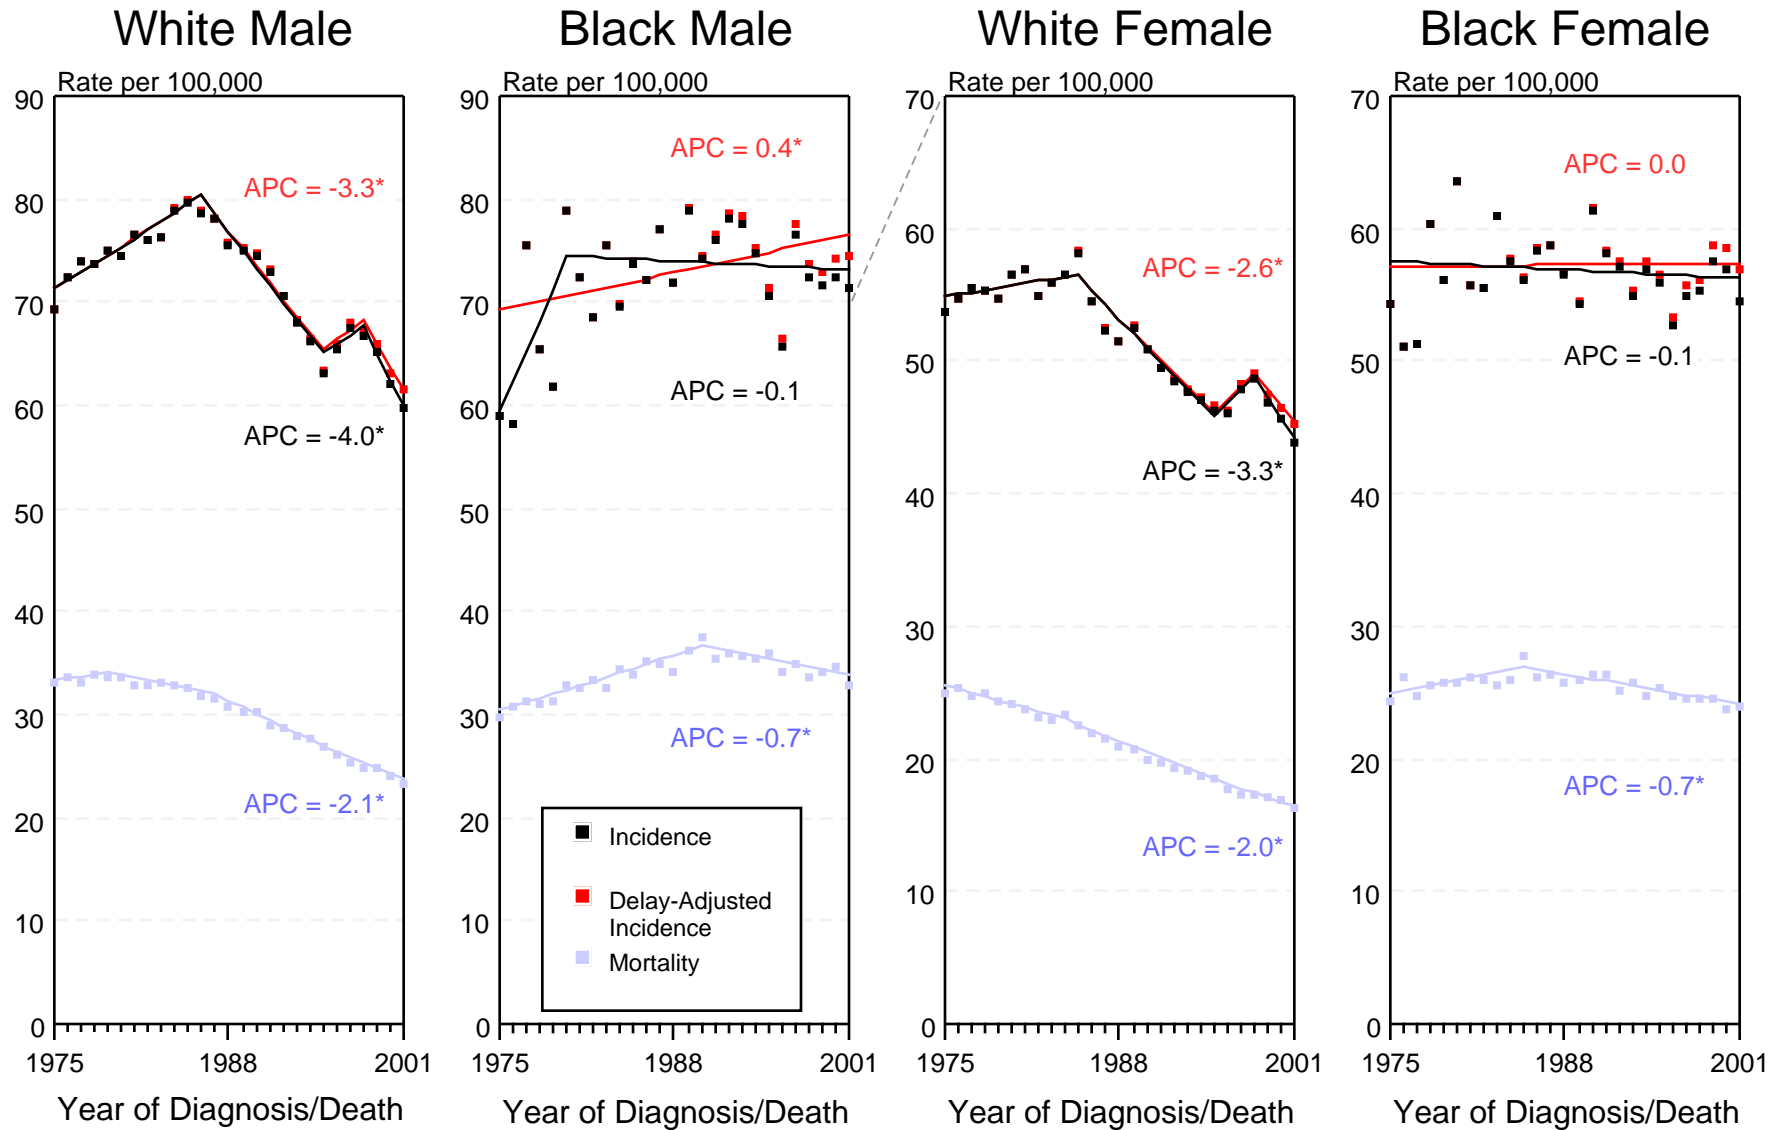 White Male
Black Male
White Female
Black Female
Rate per 100,000
90
80
70
60
50
40
30
20
10
0
APC = -3.3*
APC = -4.0*
APC = -2.1*
1975
1988
2001
Year of Diagnosis/Death
Rate per 100,000
90
80
70
60
50
40
30
20
10
0
APC = 0.4*
APC = -0.1
APC = -0.7*
Incidence
Delay-Adjusted
Incidence
Mortality
1975
1988
2001
Year of Diagnosis/Death
Rate per 100,000
70
60
50
40
30
20
10
0
APC = -2.6*
APC = -3.3*
APC = -2.0*
1975
1988
2001
Year of Diagnosis/Death
Rate per 100,000
70
60
50
40
30
20
10
0
APC = 0.0
APC = -0.1
APC = -0.7*
1975
1988
2001
Year of Diagnosis/Death